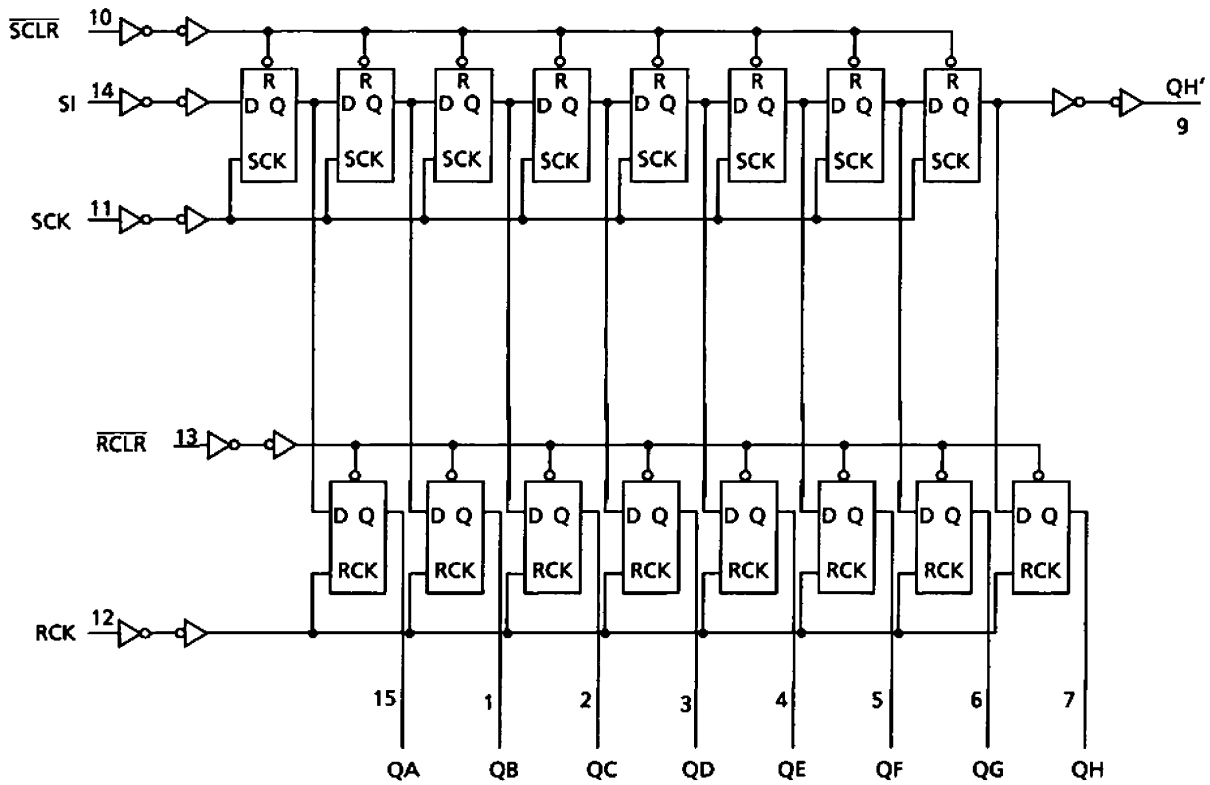 SCLR 10
R R R R R R R R
SI 14 D Q D Q D Q D Q D Q D Q D Q D Q QH' 9
SCK SCK SCK SCK SCK SCK SCK SCK
SCK 11
RCLR 13
D Q D Q D Q D Q D Q D Q D Q D Q
RCK RCK RCK RCK RCK RCK RCK RCK
RCK 12
15 1 2 3 4 5 6 7
QA QB QC QD QE QF QG QH